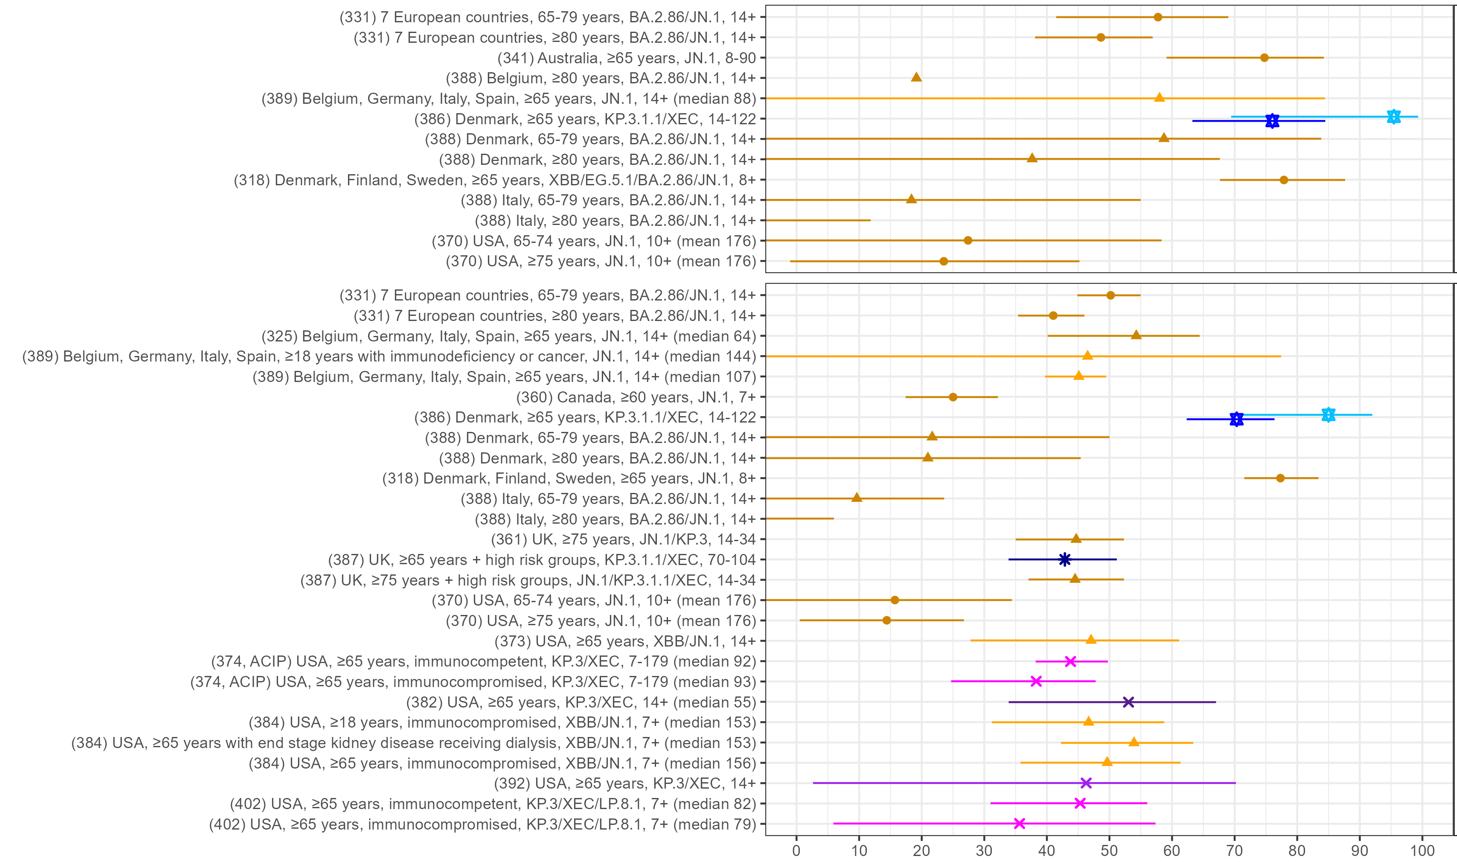 (331) 7 European countries, 65-79 years, BA.2.86/JN.1, 14+
(331) 7 European countries, ≥80 years, BA.2.86/JN.1, 14+
(341) Australia, ≥65 years, JN.1, 8-90
(388) Belgium, ≥80 years, BA.2.86/JN.1, 14+
(389) Belgium, Germany, Italy, Spain, ≥65 years, JN.1, 14+ (median 88)
(386) Denmark, ≥65 years, KP.3.1.1/XEC, 14-122
(388) Denmark, 65-79 years, BA.2.86/JN.1, 14+
(388) Denmark, ≥80 years, BA.2.86/JN.1, 14+
(318) Denmark, Finland, Sweden, ≥65 years, XBB/EG.5.1/BA.2.86/JN.1, 8+
(388) Italy, 65-79 years, BA.2.86/JN.1, 14+
(388) Italy, ≥80 years, BA.2.86/JN.1, 14+
(370) USA, 65-74 years, JN.1, 10+ (mean 176)
(370) USA, ≥75 years, JN.1, 10+ (mean 176)
(331) 7 European countries, 65-79 years, BA.2.86/JN.1, 14+
(331) 7 European countries, ≥80 years, BA.2.86/JN.1, 14+
(325) Belgium, Germany, Italy, Spain, ≥65 years, JN.1, 14+ (median 64)
(389) Belgium, Germany, Italy, Spain, ≥18 years with immunodeficiency or cancer, JN.1, 14+ (median 144)
(389) Belgium, Germany, Italy, Spain, ≥65 years, JN.1, 14+ (median 107)
(360) Canada, ≥60 years, JN.1, 7+
(386) Denmark, ≥65 years, KP.3.1.1/XEC, 14-122
(388) Denmark, 65-79 years, BA.2.86/JN.1, 14+
(388) Denmark, ≥80 years, BA.2.86/JN.1, 14+
(318) Denmark, Finland, Sweden, ≥65 years, JN.1, 8+
(388) Italy, 65-79 years, BA.2.86/JN.1, 14+
(388) Italy, ≥80 years, BA.2.86/JN.1, 14+
(361) UK, ≥75 years, JN.1/KP.3, 14-34
(387) UK, ≥65 years + high risk groups, KP.3.1.1/XEC, 70-104
(387) UK, ≥75 years + high risk groups, JN.1/KP.3.1.1/XEC, 14-34
(370) USA, 65-74 years, JN.1, 10+ (mean 176)
(370) USA, ≥75 years, JN.1, 10+ (mean 176)
(373) USA, ≥65 years, XBB/JN.1, 14+
(374, ACIP) USA, ≥65 years, immunocompetent, KP.3/XEC, 7-179 (median 92)
(374, ACIP) USA, ≥65 years, immunocompromised, KP.3/XEC, 7-179 (median 93)
(382) USA, ≥65 years, KP.3/XEC, 14+ (median 55)
(384) USA, ≥18 years, immunocompromised, XBB/JN.1, 7+ (median 153)
(384) USA, ≥65 years with end stage kidney disease receiving dialysis, XBB/JN.1, 7+ (median 153)
(384) USA, ≥65 years, immunocompromised, XBB/JN.1, 7+ (median 156)
(392) USA, ≥65 years, KP.3/XEC, 14+
(402) USA, ≥65 years, immunocompetent, KP.3/XEC/LP.8.1, 7+ (median 82)
(402) USA, ≥65 years, immunocompromised, KP.3/XEC/LP.8.1, 7+ (median 79)
0 10 20 30 40 50 60 70 80 90 100